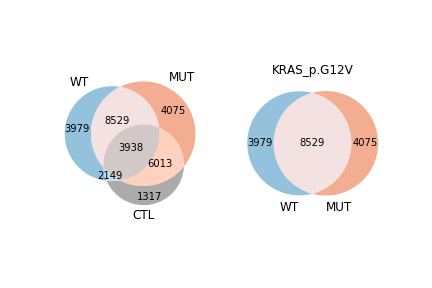 WT
MUT
4075
8529
3979
3938
6013
2149
1317
CTL
KRAS_p.G12V
3979
8529
4075
WT
MUT